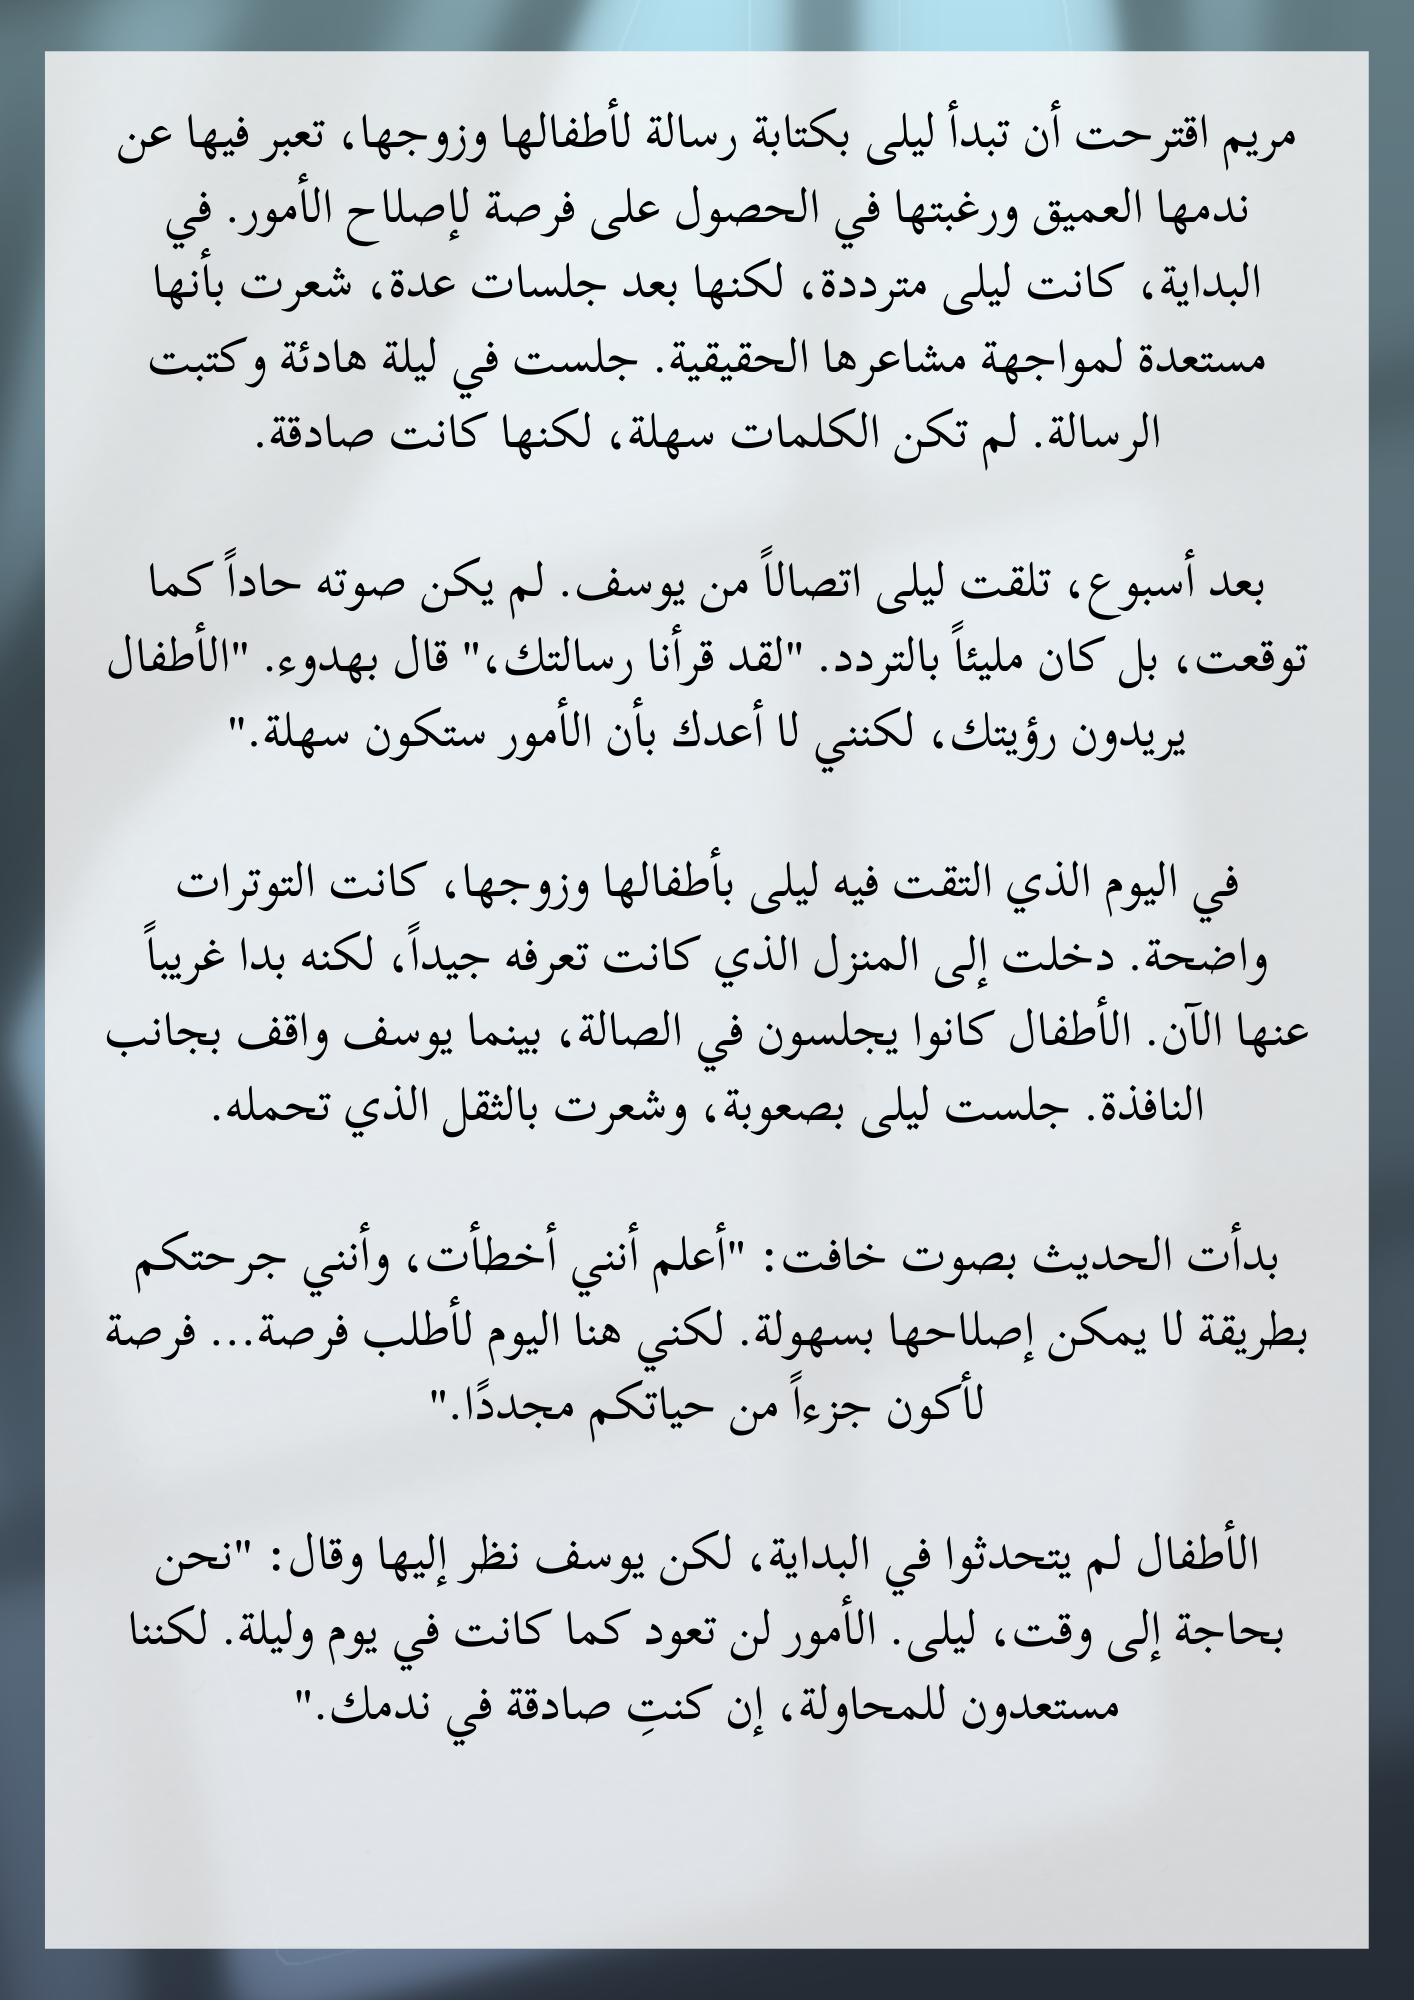 مريم اقترحت أن تبدأ ليلى بكتابة رسالة لأطفالها وزوجها، تعبر فيها عن
ندمها العميق ورغبتها في الحصول على فرصة لإصلاح الأمور. في
البداية، كانت ليلى مترددة، لكنها بعد جلسات عدة، شعرت بأنها
مستعدة لمواجهة مشاعرها الحقيقية. جلست في ليلة هادئة وكتبت
الرسالة. لم تكن الكلمات سهلة، لكنها كانت صادقة.
بعد أسبوع، تلقت ليلى اتصالاً من يوسف. لم يكن صوته حاداً كما
توقعت، بل كان مليئاً بالتردد. "لقد قرأنا رسالتك،" قال بهدوء. "الأطفال
يريدون رؤيتك، لكنني لا أعدك بأن الأمور ستكون سهلة."
في اليوم الذي التقت فيه ليلى بأطفالها وزوجها، كانت التوترات
واضحة. دخلت إلى المنزل الذي كانت تعرفه جيداً، لكنه بدا غريباً
عنها الآن. الأطفال كانوا يجلسون في الصالة، بينما يوسف واقف بجانب
النافذة. جلست ليلى بصعوبة، وشعرت بالثقل الذي تحمله.
بدأت الحديث بصوت خافت: "أعلم أنني أخطأت، وأنني جرحتكم
بطريقة لا يمكن إصلاحها بسهولة. لكني هنا اليوم لأطلب فرصة... فرصة
لأكون جزءاً من حياتكم مجددًا."
الأطفال لم يتحدثوا في البداية، لكن يوسف نظر إليها وقال: "نحن
بحاجة إلى وقت، ليلى. الأمور لن تعود كما كانت في يوم وليلة. لكننا
مستعدون للمحاولة، إن كنتِ صادقة في ندمك."